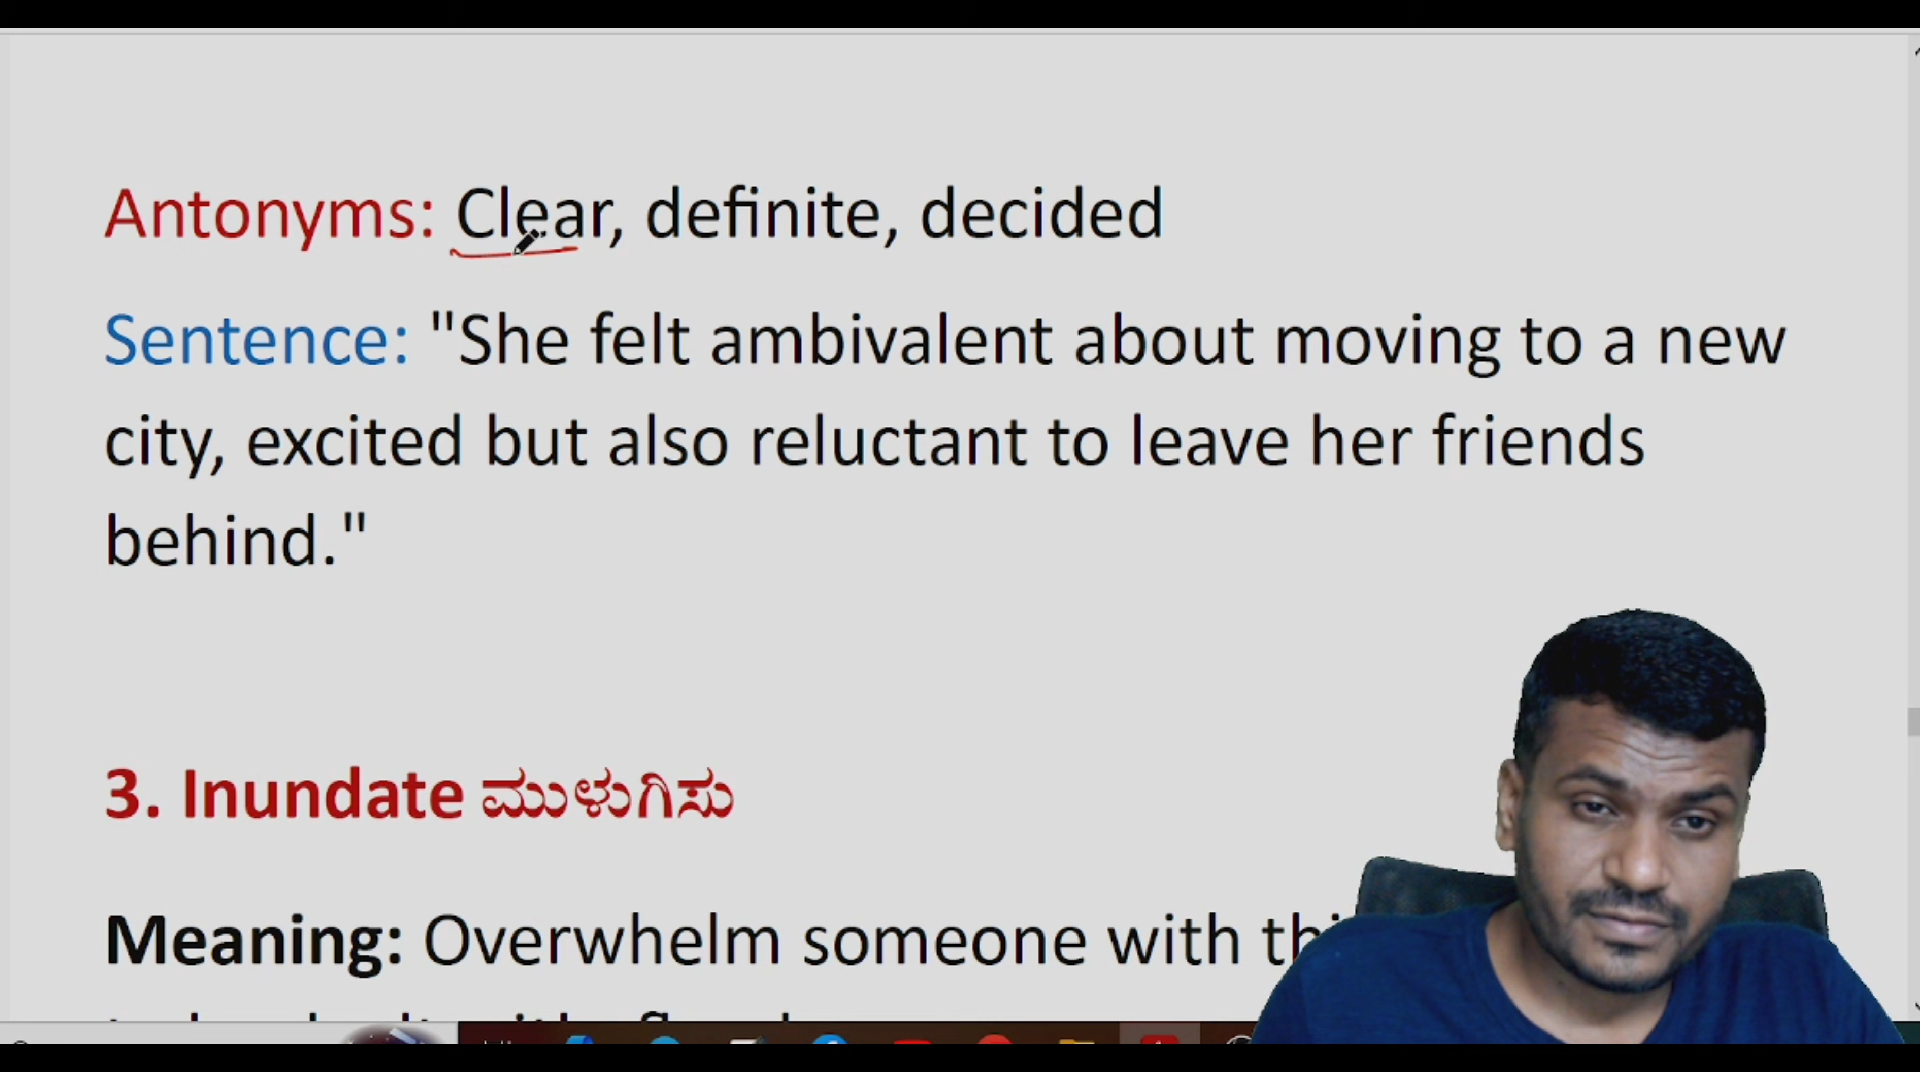 Antonyms: Clear, definite, decided
Sentence: "She felt ambivalent about moving to a new
city, excited but also reluctant to leave her friends
behind."
3. Inundate ಮುಳುಗಿಸು
Meaning: Overwhelm someone with